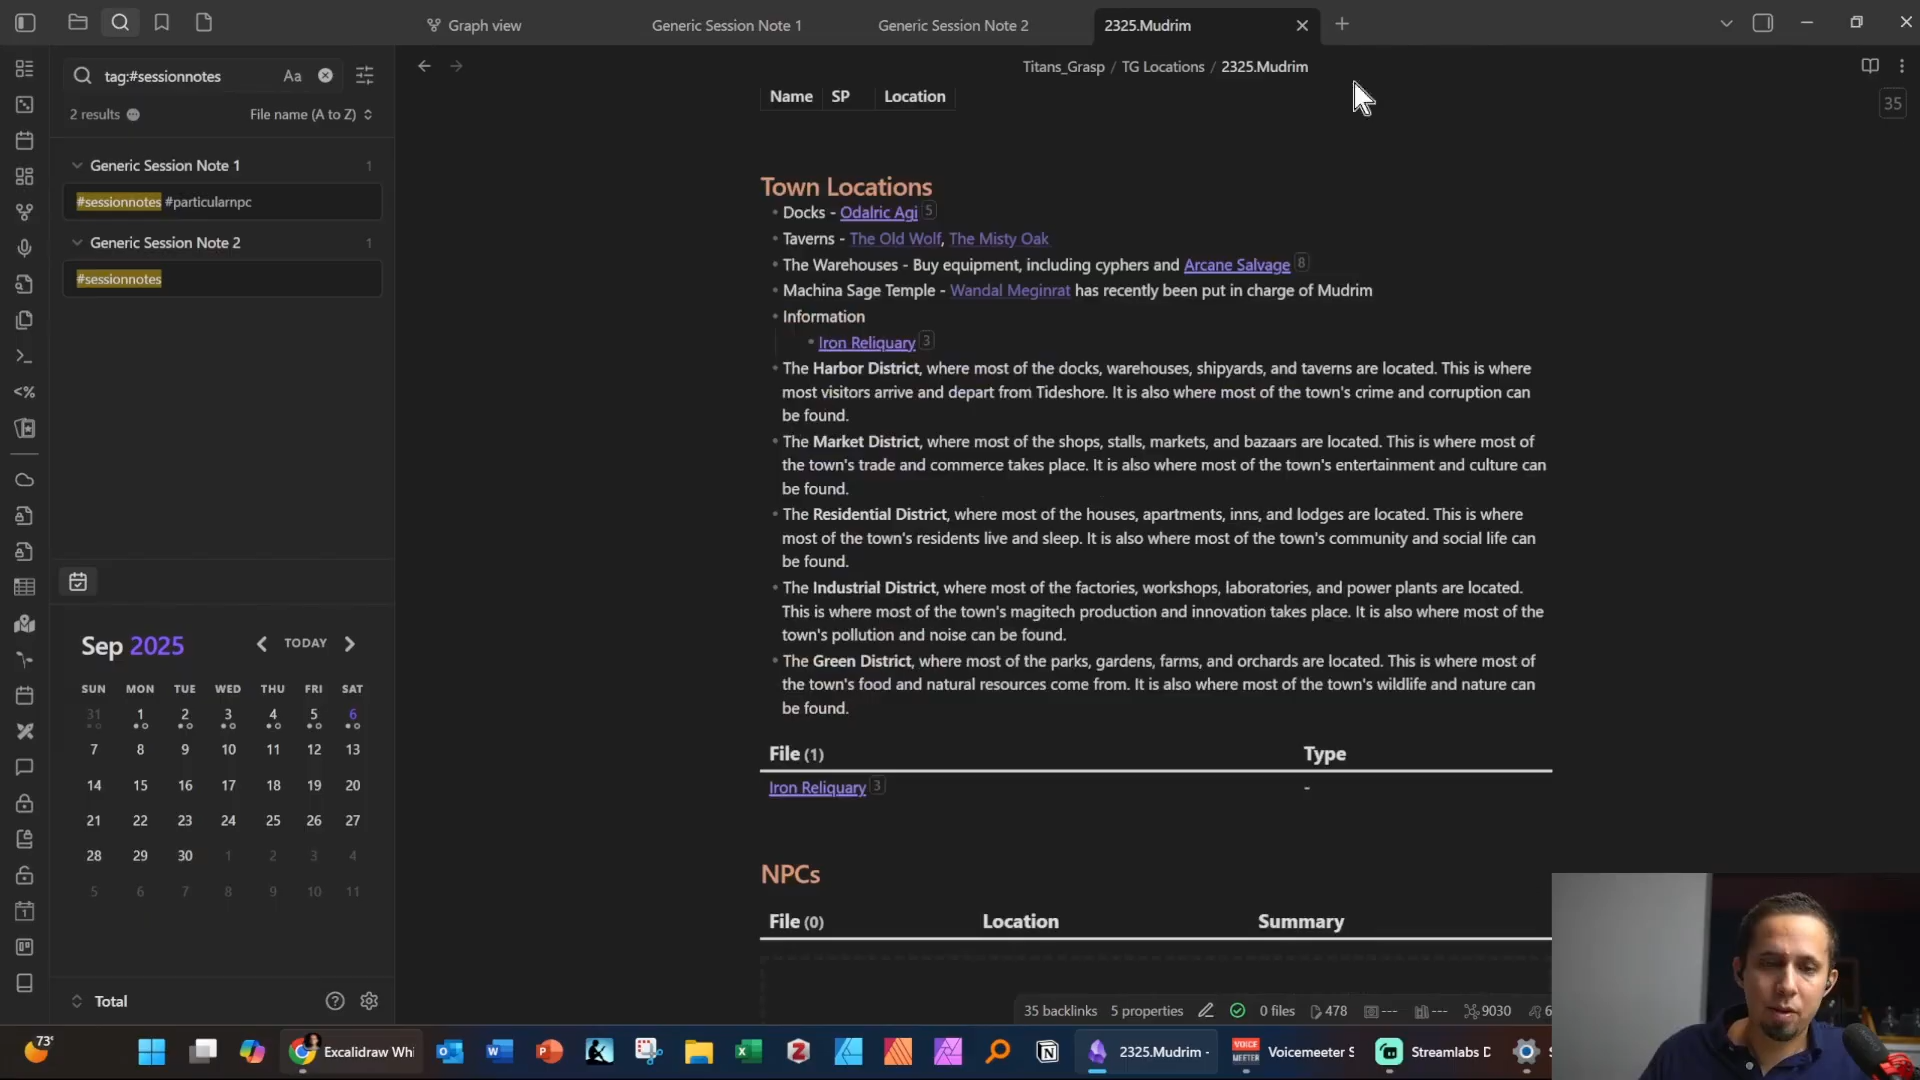 Graph view
Generic Session Note 1
Generic Session Note 2
2325.Mudrim
tag:#sessionnotes
Aa
2 results
File name (A to Z)
Generic Session Note 1
1
#sessionnotes #particularnpc
Generic Session Note 2
1
#sessionnotes
Titans_Grasp / TG Locations / 2325.Mudrim
35
Name SP Location
Town Locations
• Docks - Odalric Agi 5
• Taverns - The Old Wolf, The Misty Oak
• The Warehouses - Buy equipment, including cyphers and Arcane Salvage 8
• Machina Sage Temple - Wandal Meginrat has recently been put in charge of Mudrim
• Information
• Iron Reliquary 3
• The Harbor District, where most of the docks, warehouses, shipyards, and taverns are located. This is where
most visitors arrive and depart from Tideshore. It is also where most of the town's crime and corruption can
be found.
• The Market District, where most of the shops, stalls, markets, and bazaars are located. This is where most of
the town's trade and commerce takes place. It is also where most of the town's entertainment and culture can
be found.
• The Residential District, where most of the houses, apartments, inns, and lodges are located. This is where
most of the town's residents live and sleep. It is also where most of the town's community and social life can
be found.
• The Industrial District, where most of the factories, workshops, laboratories, and power plants are located.
This is where most of the town's magitech production and innovation takes place. It is also where most of the
town's pollution and noise can be found.
• The Green District, where most of the parks, gardens, farms, and orchards are located. This is where most of
the town's food and natural resources come from. It is also where most of the town's wildlife and nature can
be found.
File (1) Type
Iron Reliquary 3 -
NPCs
File (0) Location Summary
Sep 2025
TODAY
SUN MON TUE WED THU FRI SAT
31 1 2 3 4 5 6
7 8 9 10 11 12 13
14 15 16 17 18 19 20
21 22 23 24 25 26 27
28 29 30 1 2 3 4
5 6 7 8 9 10 11
Total
35 backlinks 5 properties 0 files 478 --- --- 9030 6
73°
Excalidraw Whi
2325.Mudrim -
VOICE MEETER
Voicemeeter S
Streamlabs D